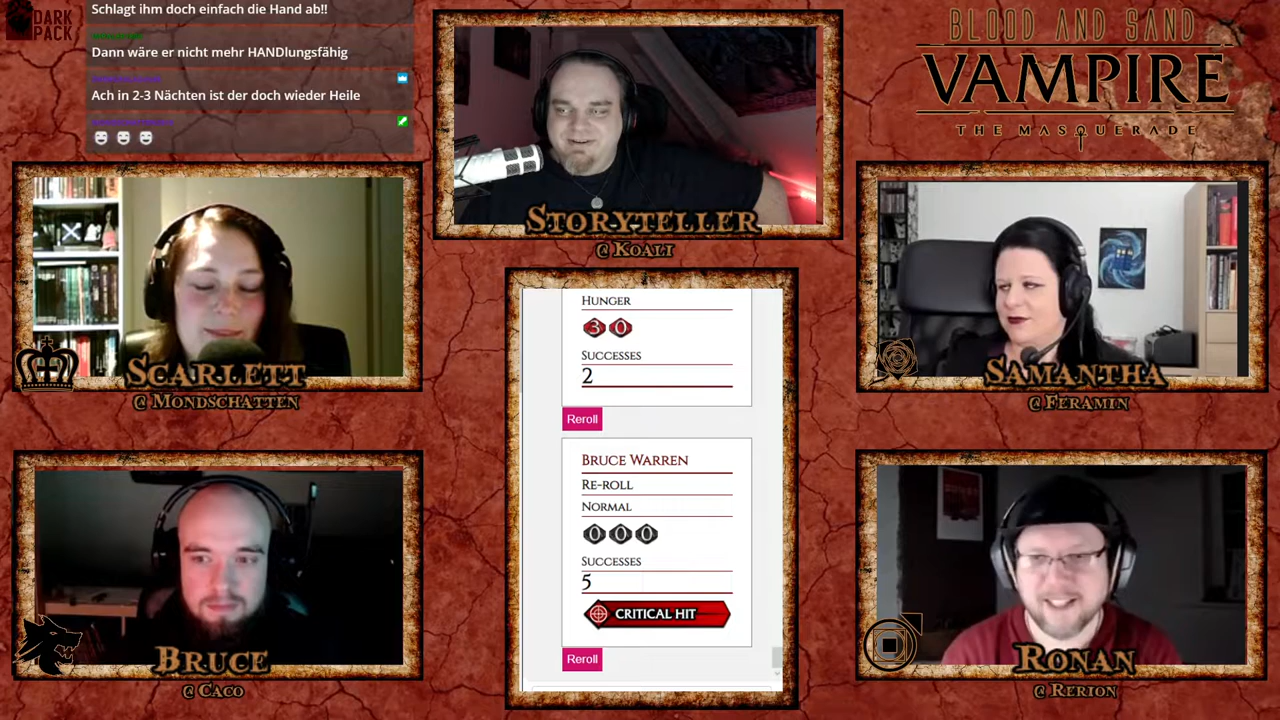 DARK
PACK
Schlagt ihm doch einfach die Hand ab!!
Dann wäre er nicht mehr HANDlungsfähig
Ach in 2-3 Nächten ist der doch wieder Heile
BLOOD AND SAND
VAMPIRE
THE MASQUERADE
STORYTELLER
@ KOALI
SCARLETT
@ MONDSCHATTEN
SAMANTHA
@ FERAMIN
HUNGER
3 0
SUCCESSES
2
Reroll
BRUCE WARREN
RE-ROLL
NORMAL
0 0 0
SUCCESSES
5
CRITICAL HIT
Reroll
BRUCE
@ CACO
RONAN
@ RERION